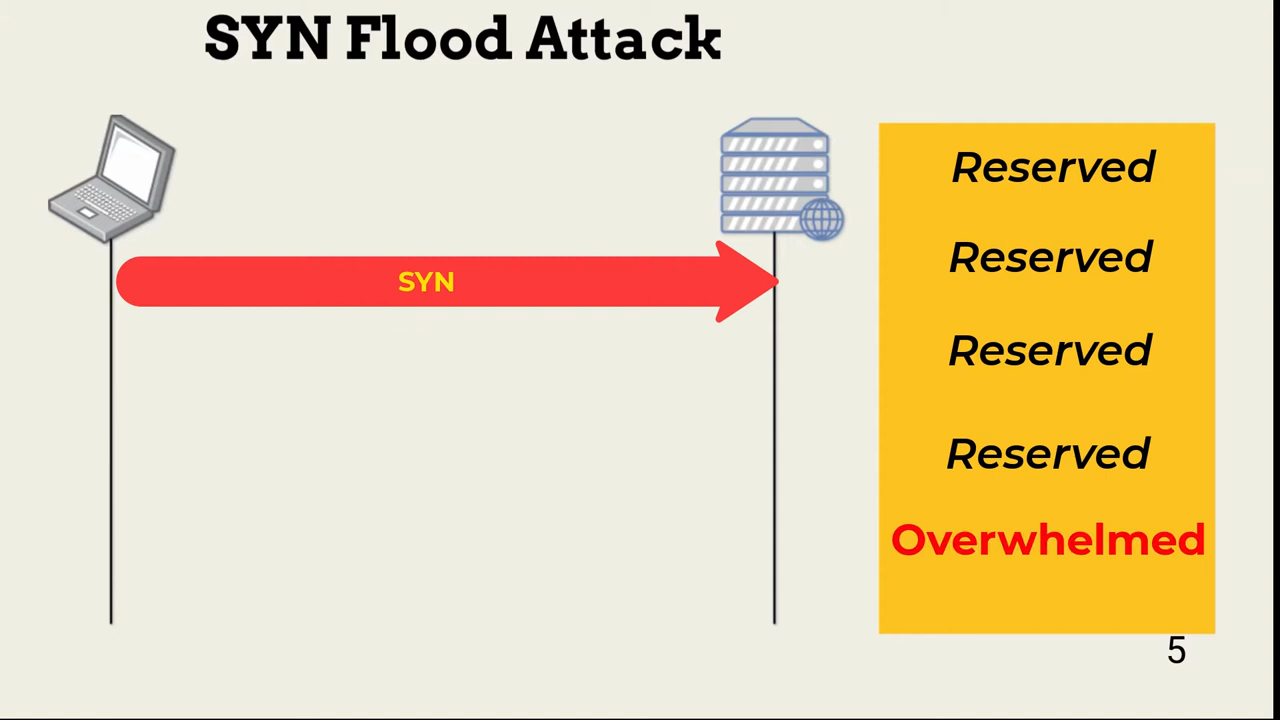 SYN Flood Attack
SYN
Reserved
Reserved
Reserved
Reserved
Overwhelmed
5